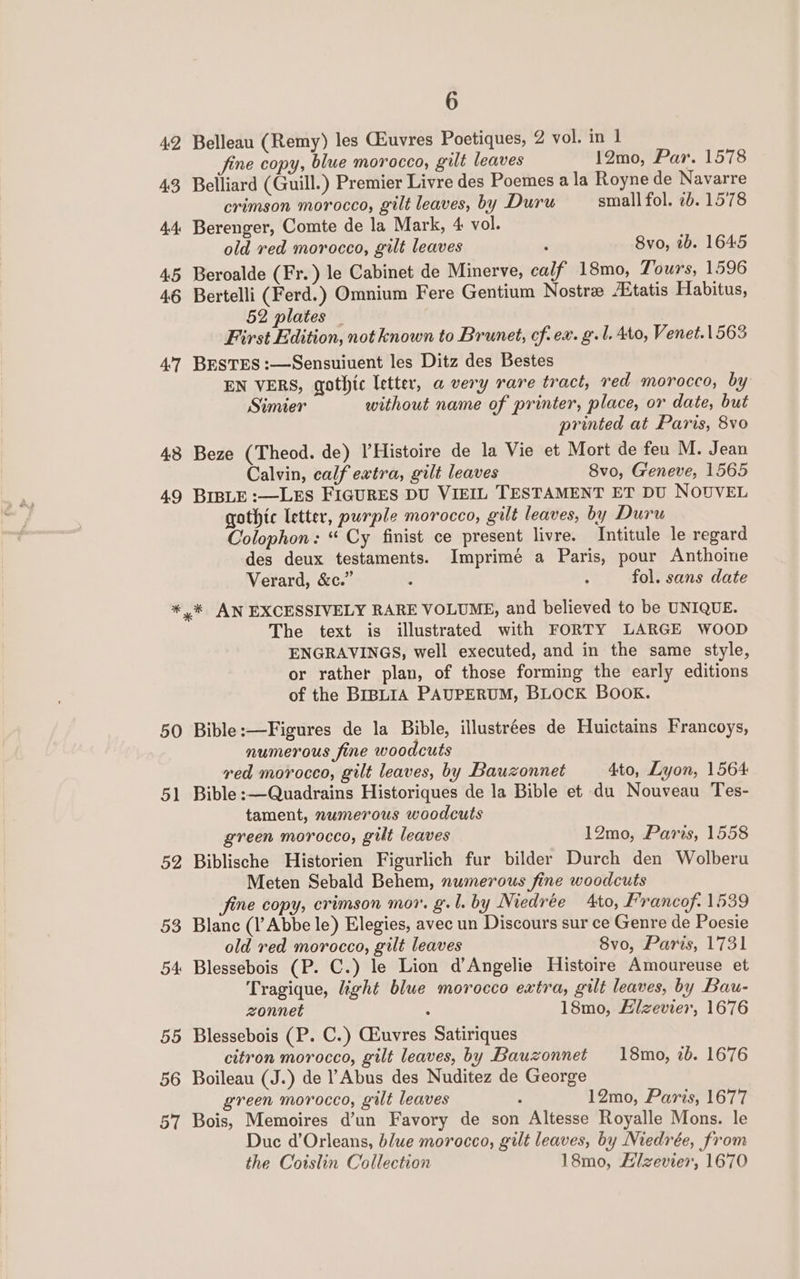 6
42 Belleau (Remy) les Œuvres Poetiques, 2 vol. in 1
fine copy, blue morocco, gilt leaves 12mo, Par. 1578
43 Belliard (Guill.) Premier Livre des Poemes a la Royne de Navarre
crimson morocco, gilt leaves, by Duru small fol. ib. 1578
44 Berenger, Comte de la Mark, 4 vol.
old red morocco, gilt leaves . 8vo, ib. 1645
45 Beroalde (Fr.) le Cabinet de Minerve, calf 18mo, Tours, 1596
46 Bertelli (Ferd.) Omnium Fere Gentium Nostræ Ætatis Habitus,
52 plates
First Edition, not known to Brunet, cf. ex. g. l. 4to, Venet. 1563
47 BESTES :—Sensuiuent les Ditz des Bestes
EN VERS, gothic letter, a very rare tract, red morocco, by
Simier without name of printer, place, or date, but
printed at Paris, 8vo
48 Beze (Theod. de) l'Histoire de la Vie et Mort de feu M. Jean
Calvin, calf extra, gilt leaves 8vo, Geneve, 1565
49 BIBLE :—LES FIGURES DU VIEIL TESTAMENT ET DU NOUVEL
gothic letter, purple morocco, gilt leaves, by Duru
Colophon: “ Cy finist ce present livre. Intitule le regard
des deux testaments. Imprimé a Paris, pour Anthoine
Verard, &c.” . . fol. sans date
*** AN EXCESSIVELY RARE VOLUME, and believed to be UNIQUE.
The text is illustrated with FORTY LARGE WOOD
ENGRAVINGS, well executed, and in the same style,
or rather plan, of those forming the early editions
of the BIBLIA PAUPERUM, BLOCK BOOK.
50 Bible :—Figures de la Bible, illustrées de Huictains Francoys,
numerous fine woodcuts
red morocco, gilt leaves, by Bauzonnet 4to, Lyon, 1564
51 Bible :—Quadrains Historiques de la Bible et du Nouveau Tes-
tament, numerous woodcuts
green morocco, gilt leaves 12mo, Paris, 1558
52 Biblische Historien Figurlich fur bilder Durch den Wolberu
Meten Sebald Behem, numerous fine woodcuts
fine copy, crimson mor. g. l. by Niedrée 4to, Francof. 1539
53 Blanc (l'Abbe le) Elegies, avec un Discours sur ce Genre de Poesie
old red morocco, gilt leaves 8vo, Paris, 1731
54 Blessebois (P. C.) le Lion d'Angelie Histoire Amoureuse et
Tragique, light blue morocco extra, gilt leaves, by Bau-
zonnet . 18mo, Elzevier, 1676
55 Blessebois (P. C.) Œuvres Satiriques
citron morocco, gilt leaves, by Bauzonnet 18mo, ib. 1676
56 Boileau (J.) de l'Abus des Nuditez de George
green morocco, gilt leaves . 12mo, Paris, 1677
57 Bois, Memoires d'un Favory de son Altesse Royalle Mons. le
Duc d'Orleans, blue morocco, gilt leaves, by Niedrée, from
the Coislin Collection 18mo, Elzevier, 1670